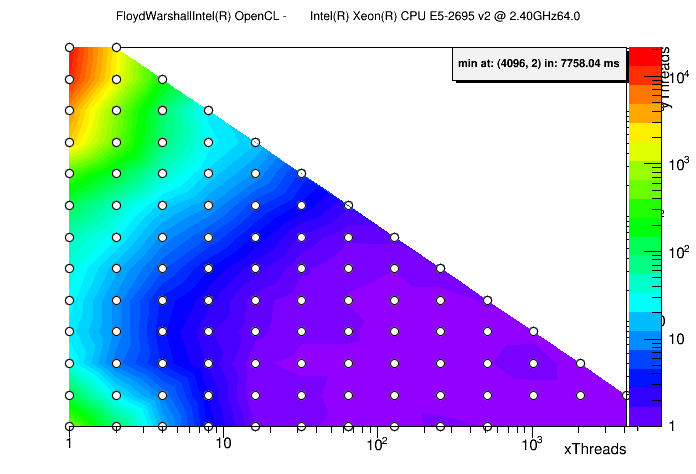 FloydWarshallIntel(R) OpenCL - Intel(R) Xeon(R) CPU E5-2695 v2 @ 2.40GHz64.0
min at: (4096, 2) in: 7758.04 ms
yThreads
10⁴
10³
10²
10
1
1 10 10² 10³
xThreads